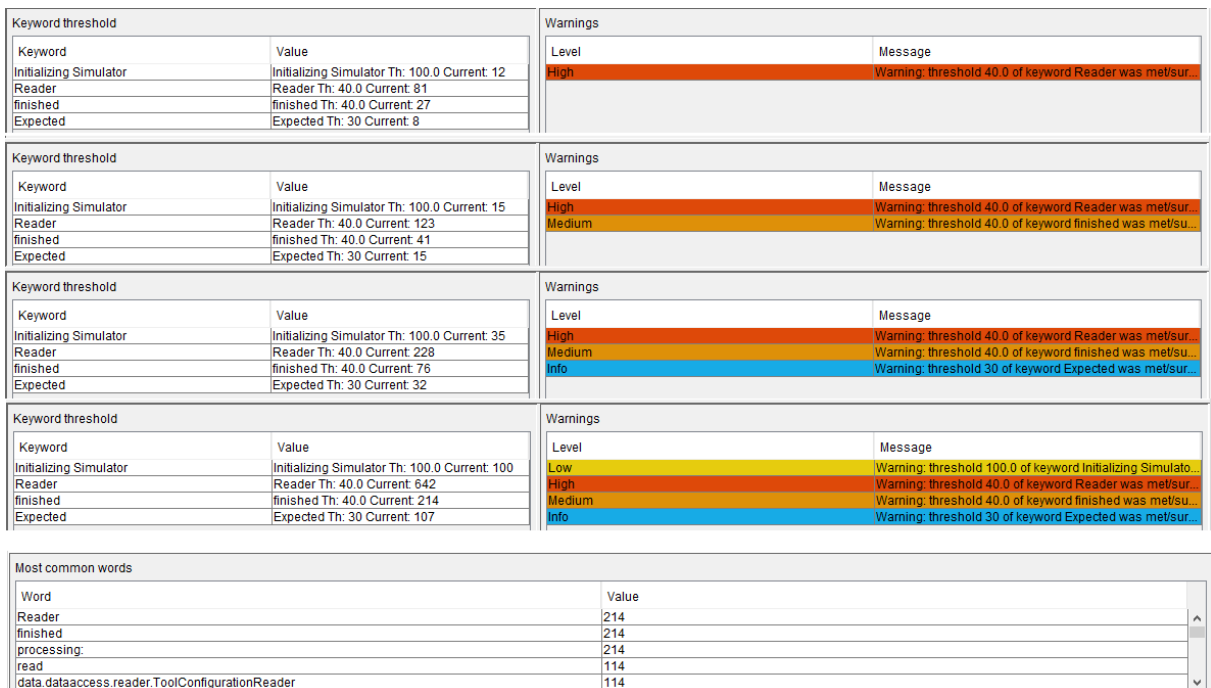 Keyword threshold Warnings
Keyword Value Level Message
Initializing Simulator Initializing Simulator Th: 100.0 Current: 12 High Warning: threshold 40.0 of keyword Reader was met/sur...
Reader Reader Th: 40.0 Current: 81
finished finished Th: 40.0 Current: 27
Expected Expected Th: 30 Current: 8
Keyword threshold Warnings
Keyword Value Level Message
Initializing Simulator Initializing Simulator Th: 100.0 Current: 15 High Warning: threshold 40.0 of keyword Reader was met/sur...
Reader Reader Th: 40.0 Current: 123 Medium Warning: threshold 40.0 of keyword finished was met/su...
finished finished Th: 40.0 Current: 41
Expected Expected Th: 30 Current: 15
Keyword threshold Warnings
Keyword Value Level Message
Initializing Simulator Initializing Simulator Th: 100.0 Current: 35 High Warning: threshold 40.0 of keyword Reader was met/sur...
Reader Reader Th: 40.0 Current: 228 Medium Warning: threshold 40.0 of keyword finished was met/su...
finished finished Th: 40.0 Current: 76 Info Warning: threshold 30 of keyword Expected was met/sur...
Expected Expected Th: 30 Current: 32
Keyword threshold Warnings
Keyword Value Level Message
Initializing Simulator Initializing Simulator Th: 100.0 Current: 100 Low Warning: threshold 100.0 of keyword Initializing Simulato...
Reader Reader Th: 40.0 Current: 642 High Warning: threshold 40.0 of keyword Reader was met/sur...
finished finished Th: 40.0 Current: 214 Medium Warning: threshold 40.0 of keyword finished was met/su...
Expected Expected Th: 30 Current: 107 Info Warning: threshold 30 of keyword Expected was met/sur...
Most common words
Word Value
Reader 214
finished 214
processing: 214
read 114
data.dataaccess.reader.ToolConfigurationReader 114